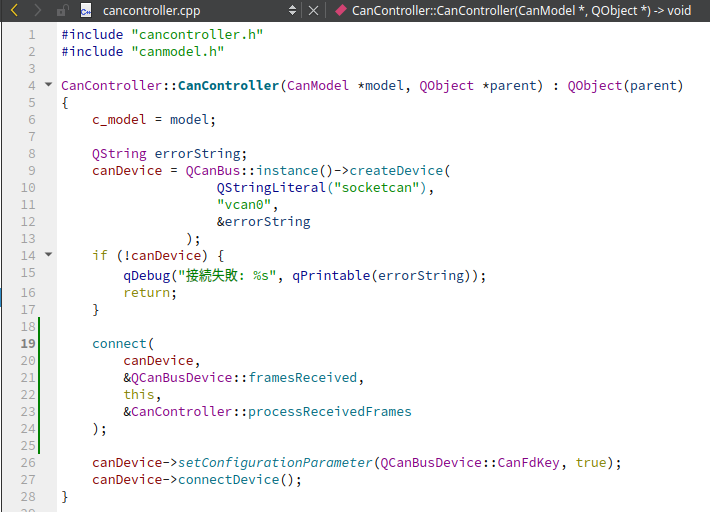 cancontroller.cpp CanController::CanController(CanModel *, QObject *) -> void
1 #include "cancontroller.h"
2 #include "canmodel.h"
3
4 CanController::CanController(CanModel *model, QObject *parent) : QObject(parent)
5 {
6     c_model = model;
7
8     QString errorString;
9     canDevice = QCanBus::instance()->createDevice(
10                     QStringLiteral("socketcan"),
11                     "vcan0",
12                     &errorString
13                 );
14     if (!canDevice) {
15         qDebug("接続失敗: %s", qPrintable(errorString));
16         return;
17     }
18
19     connect(
20         canDevice,
21         &QCanBusDevice::framesReceived,
22         this,
23         &CanController::processReceivedFrames
24     );
25
26     canDevice->setConfigurationParameter(QCanBusDevice::CanFdKey, true);
27     canDevice->connectDevice();
28 }